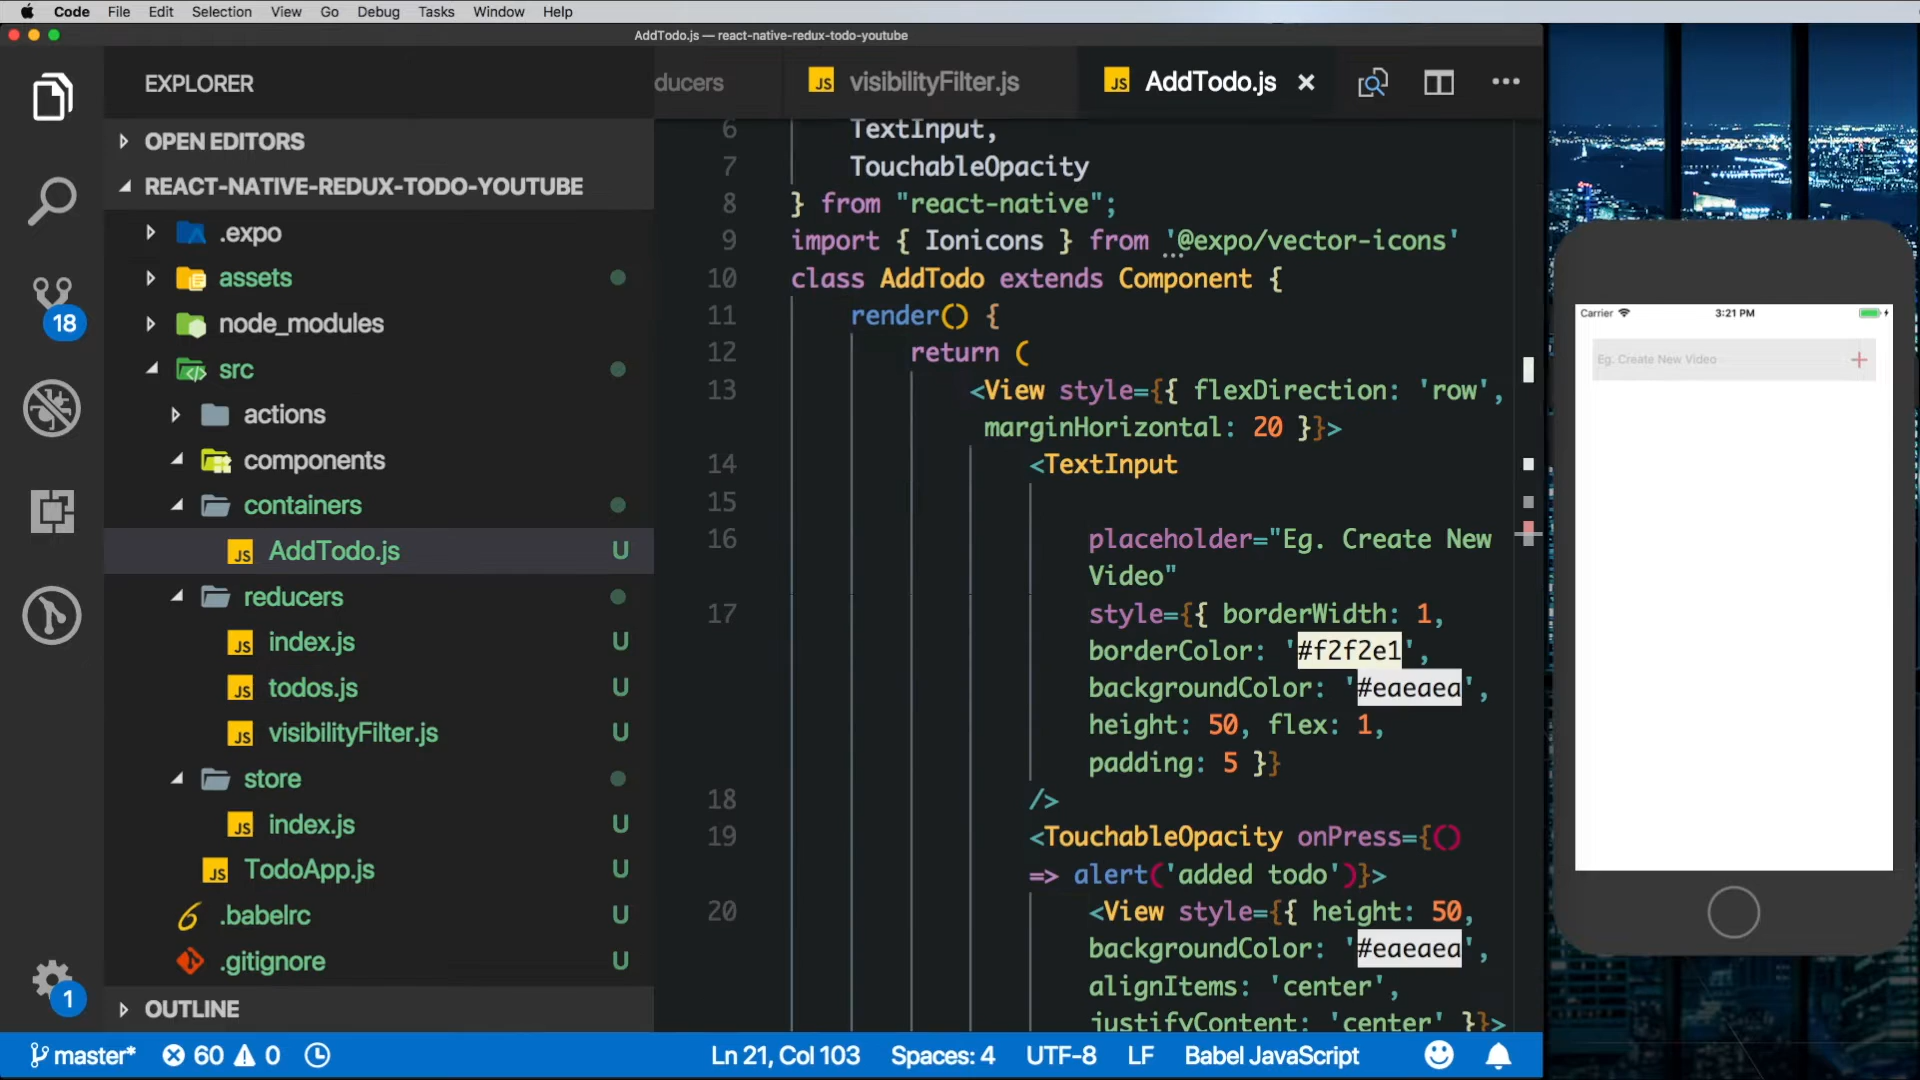 Code File Edit Selection View Go Debug Tasks Window Help
AddTodo.js — react-native-redux-todo-youtube
EXPLORER
OPEN EDITORS
REACT-NATIVE-REDUX-TODO-YOUTUBE
.expo
assets
node_modules
src
actions
components
containers
AddTodo.js U
reducers
index.js U
todos.js U
visibilityFilter.js U
store
index.js U
TodoApp.js U
.babelrc U
.gitignore U
OUTLINE
18
1
ducers
JS visibilityFilter.js
JS AddTodo.js ×
6 TextInput,
7 TouchableOpacity
8 } from "react-native";
9 import { Ionicons } from '@expo/vector-icons'
10 class AddTodo extends Component {
11 render() {
12 return (
13 <View style={{ flexDirection: 'row',
marginHorizontal: 20 }}>
14 <TextInput
15
16 placeholder="Eg. Create New
Video"
17 style={{ borderWidth: 1,
borderColor: '#f2f2e1',
backgroundColor: '#eaeaea',
height: 50, flex: 1,
padding: 5 }}
18 />
19 <TouchableOpacity onPress={()
=> alert('added todo')}>
20 <View style={{ height: 50,
backgroundColor: '#eaeaea',
alignItems: 'center',
justifyContent: 'center' }}>
master* 60 0
Ln 21, Col 103 Spaces: 4 UTF-8 LF Babel JavaScript
Carrier 3:21 PM
Eg. Create New Video +